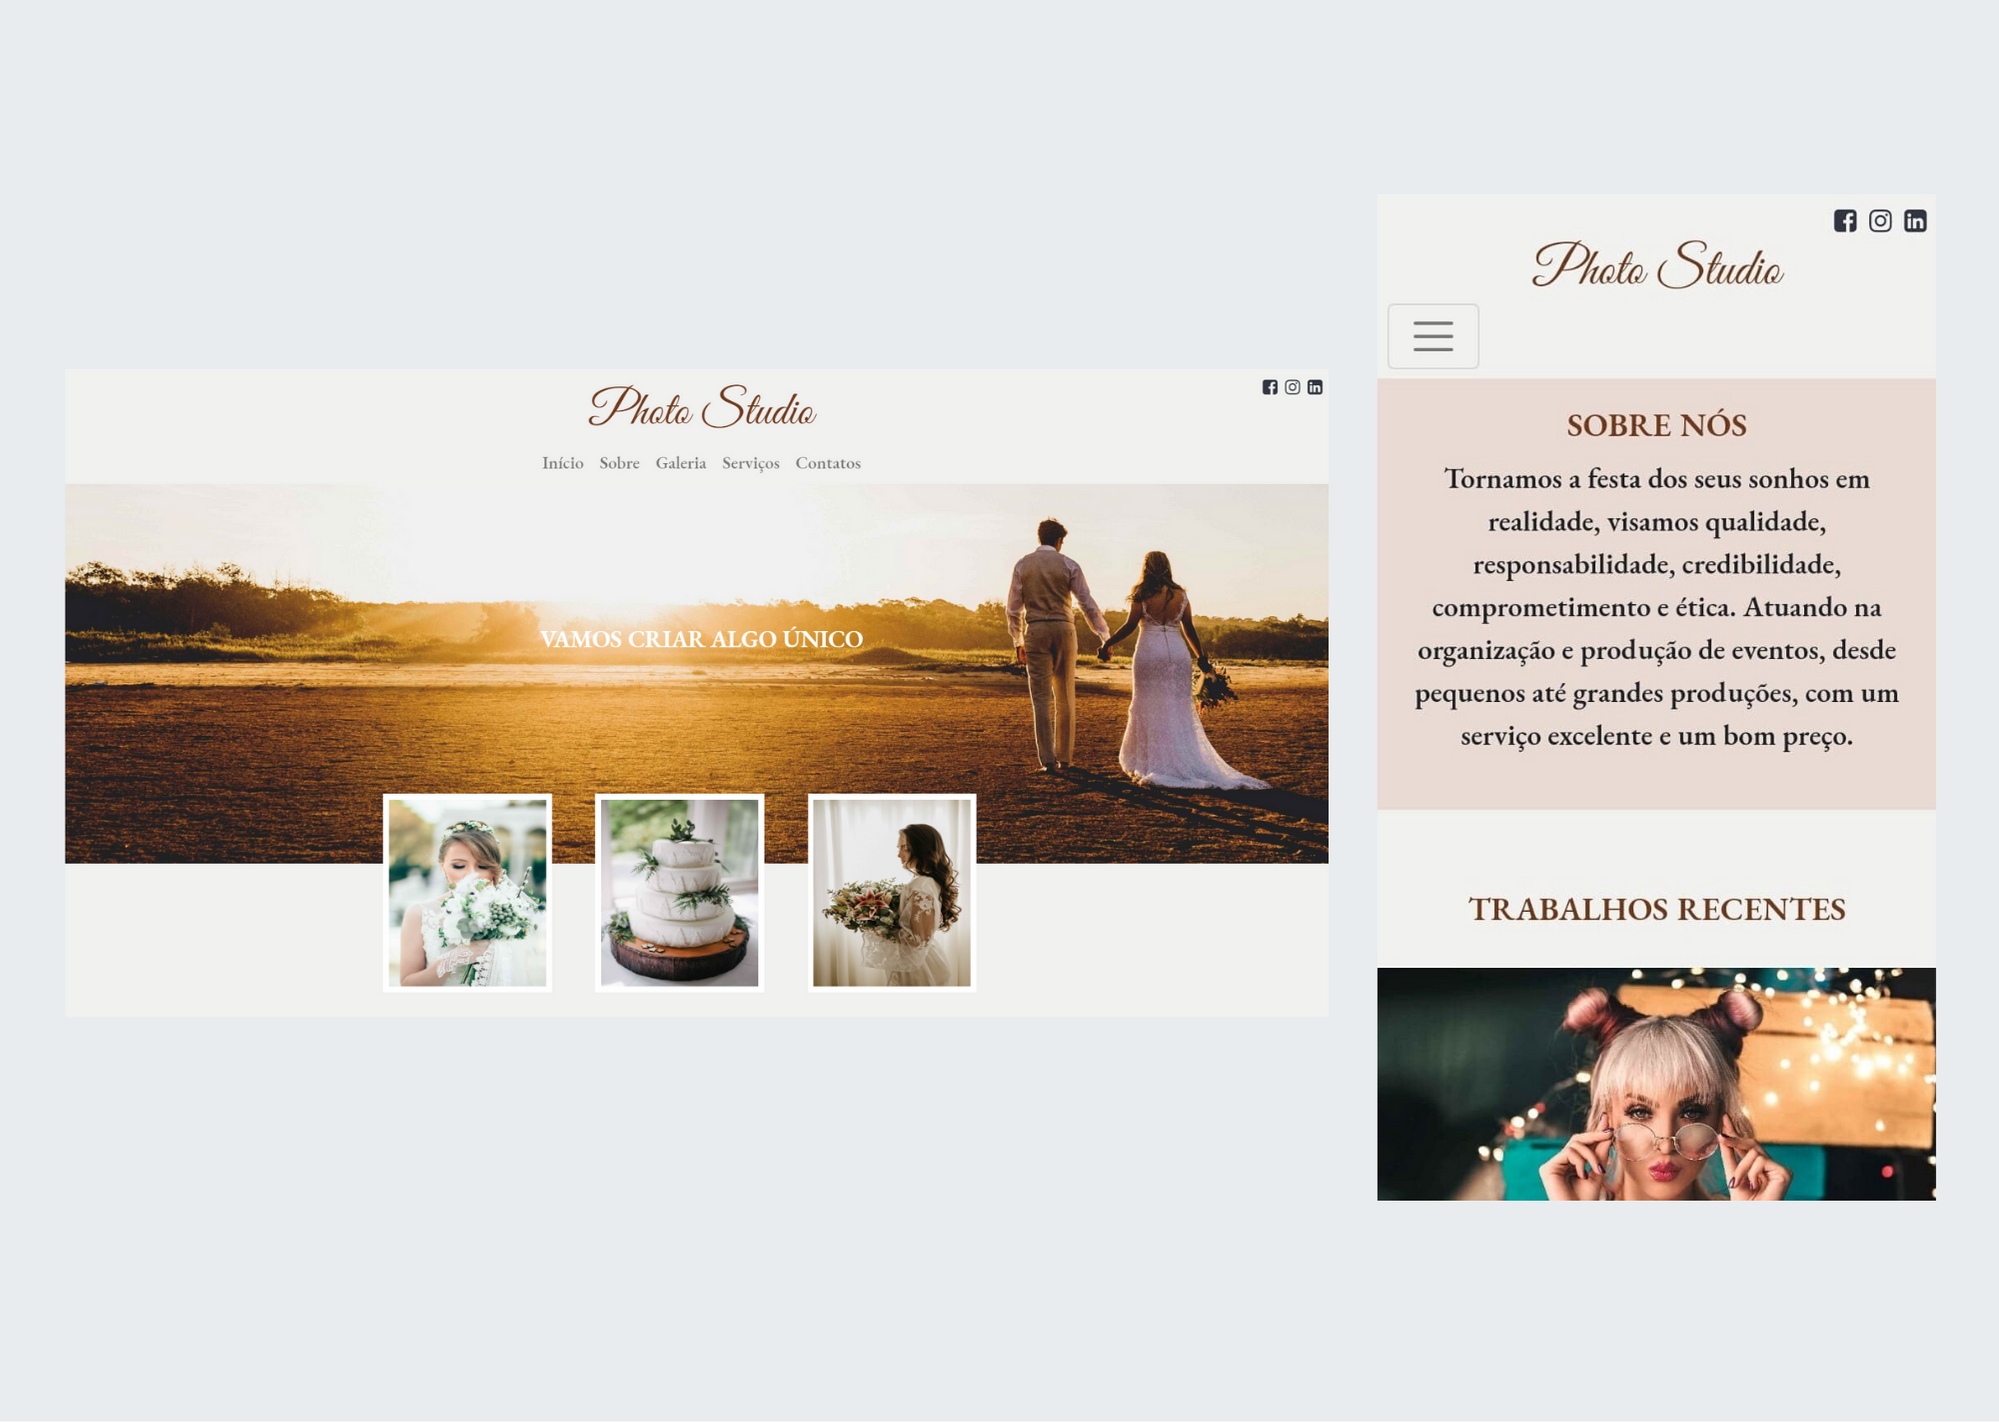 Photo Studio
Início Sobre Galeria Serviços Contatos
VAMOS CRIAR ALGO ÚNICO
Photo Studio
SOBRE NÓS
Tornamos a festa dos seus sonhos em
realidade, visamos qualidade,
responsabilidade, credibilidade,
comprometimento e ética. Atuando na
organização e produção de eventos, desde
pequenos até grandes produções, com um
serviço excelente e um bom preço.
TRABALHOS RECENTES